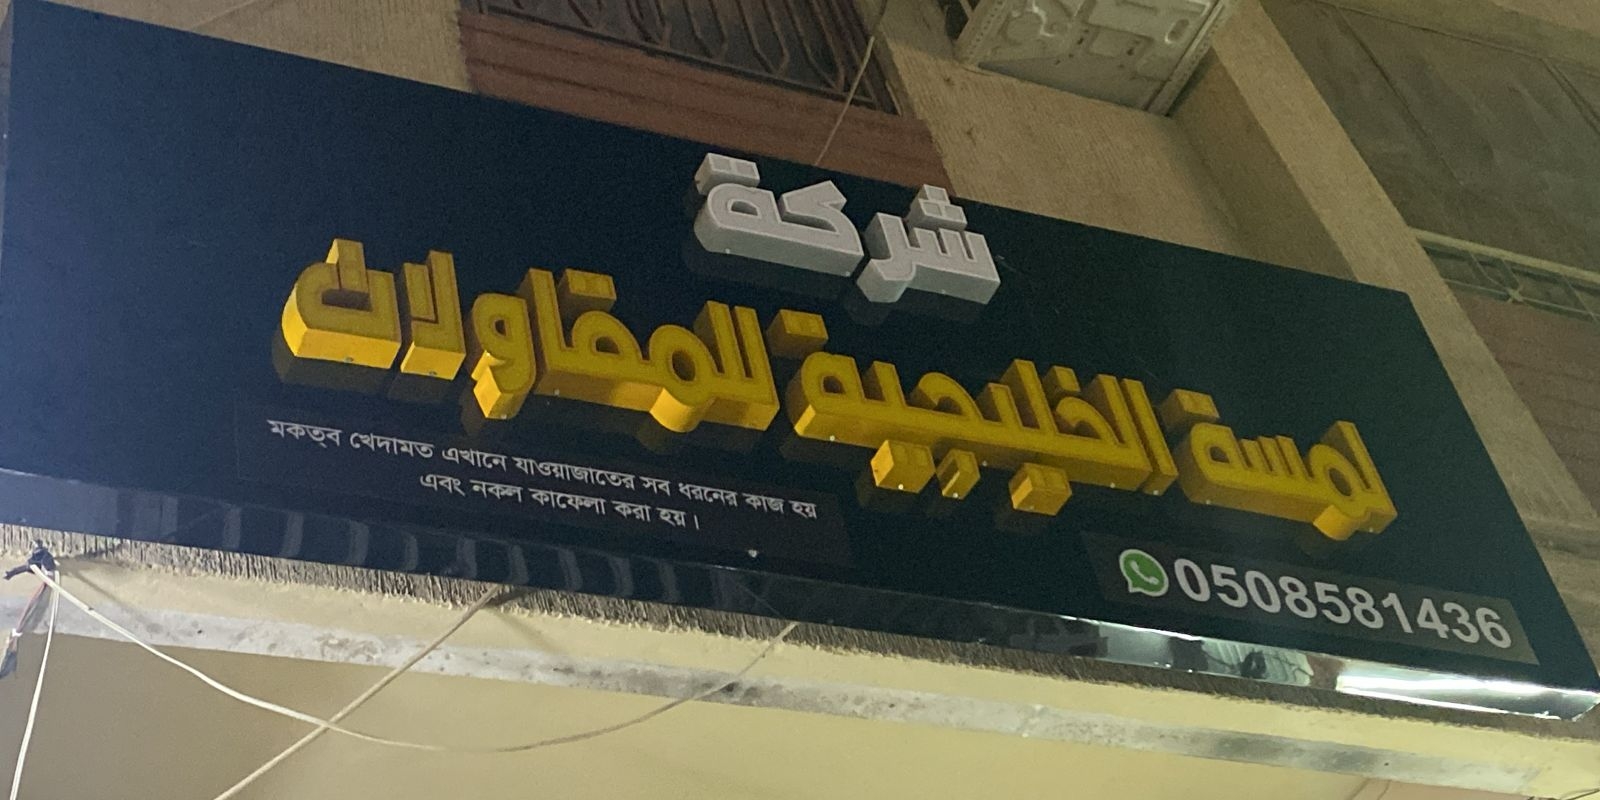 شركة
لمسة الخليجية للمقاولات
মকত্ব খেদামত এখানে যাওয়াজাতের সব ধরনের কাজ হয়
এবং নকল কাফেলা করা হয়।
0508581436